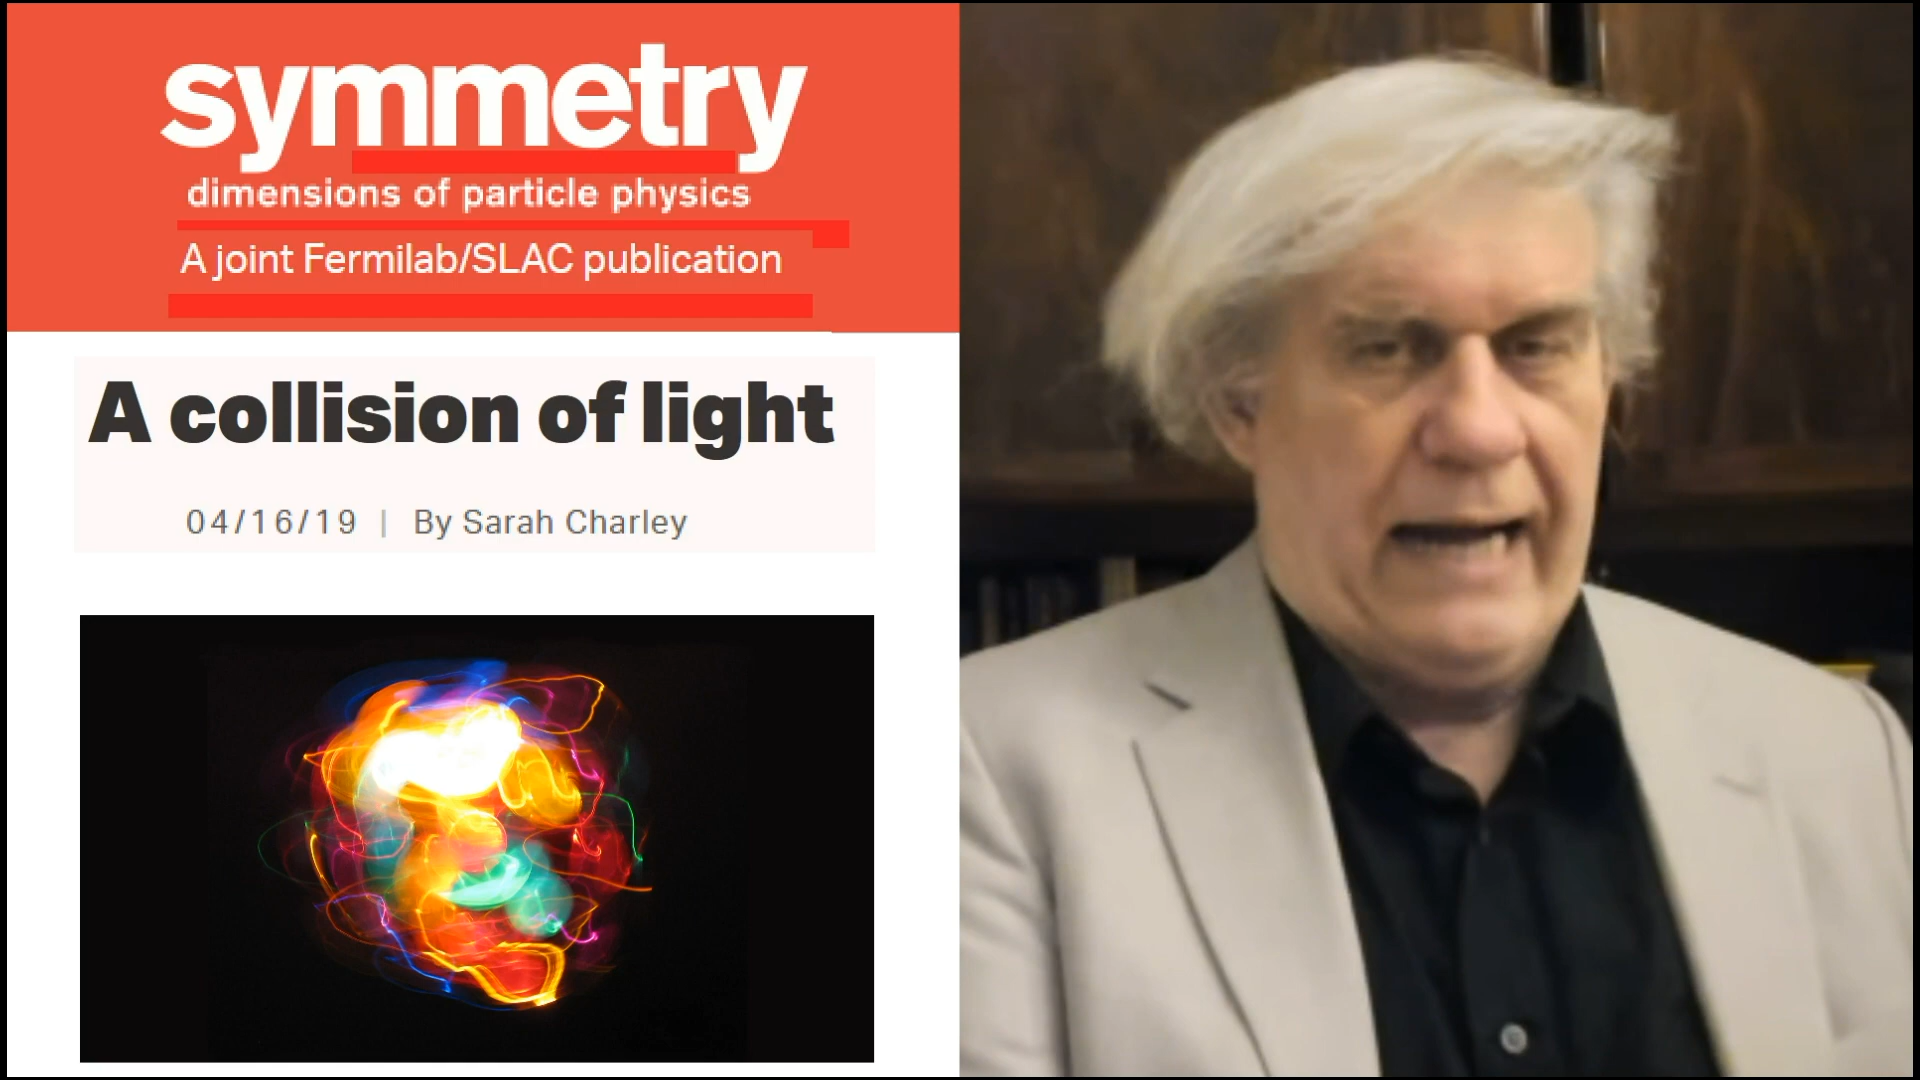 symmetry
dimensions of particle physics
A joint Fermilab/SLAC publication
A collision of light
04/16/19 | By Sarah Charley